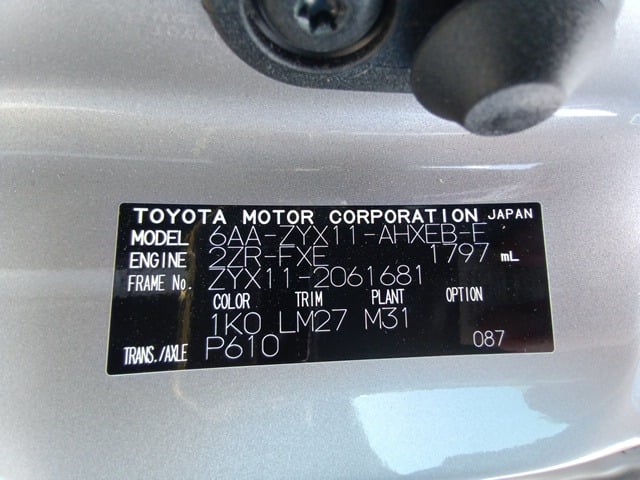 TOYOTA MOTOR CORPORATION JAPAN
MODEL 6AA-ZYX11-AHXEB-E
ENGINE 2ZR-FXE 1797 mL
FRAME No. ZYX11-2061681
COLOR TRIM PLANT OPTION
1K0 LM27 M31
TRANS./AXLE P610 087